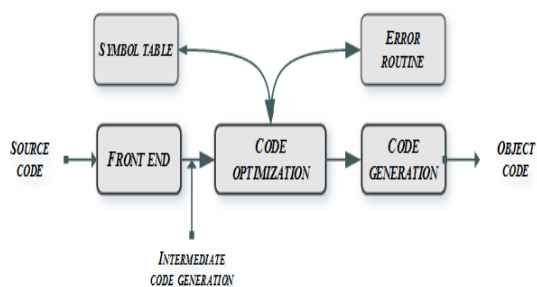 SYMBOL TABLE
ERROR
ROUTINE
SOURCE
CODE
FRONT END
CODE
OPTIMIZATION
CODE
GENERATION
OBJECT
CODE
INTERMEDIATE
CODE GENERATION